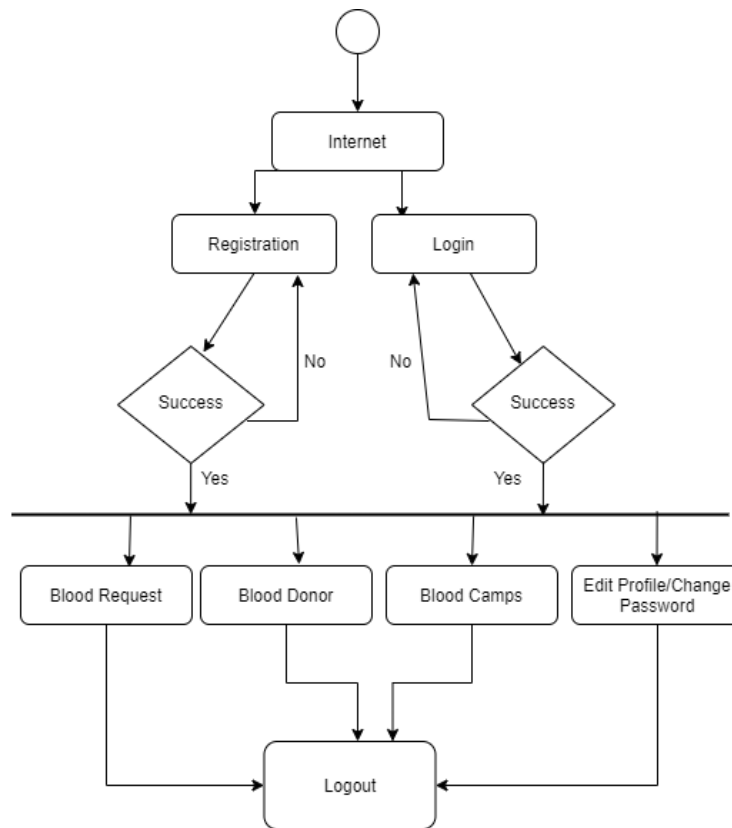 Internet
Registration
Login
No
No
Success
Success
Yes
Yes
Blood Request
Blood Donor
Blood Camps
Edit Profile/Change
Password
Logout